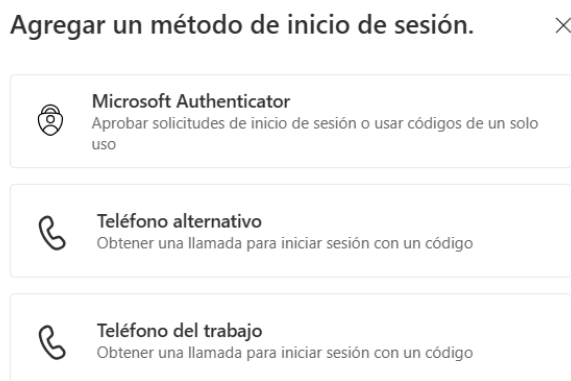 Agregar un método de inicio de sesión.
Microsoft Authenticator
Aprobar solicitudes de inicio de sesión o usar códigos de un solo
uso
Teléfono alternativo
Obtener una llamada para iniciar sesión con un código
Teléfono del trabajo
Obtener una llamada para iniciar sesión con un código